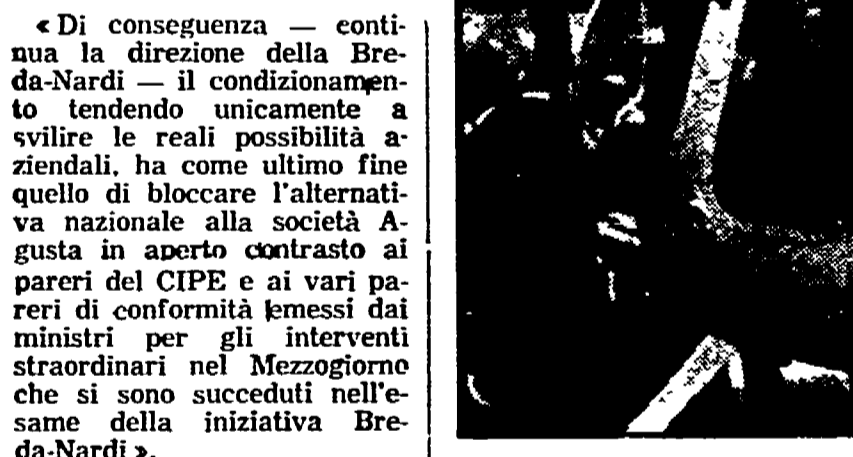 « Di conseguenza — conti-
nua la direzione della Bre-
da-Nardi — il condizionamen-
to tendendo unicamente a
svilire le reali possibilità a-
ziendali, ha come ultimo fine
quello di bloccare l'alternati-
va nazionale alla società A-
gusta in aperto contrasto ai
pareri del CIPE e ai vari pa-
reri di conformità emessi dai
ministri per gli interventi
straordinari nel Mezzogiorno
che si sono succeduti nell'e-
same della iniziativa Bre-
da-Nardi ».